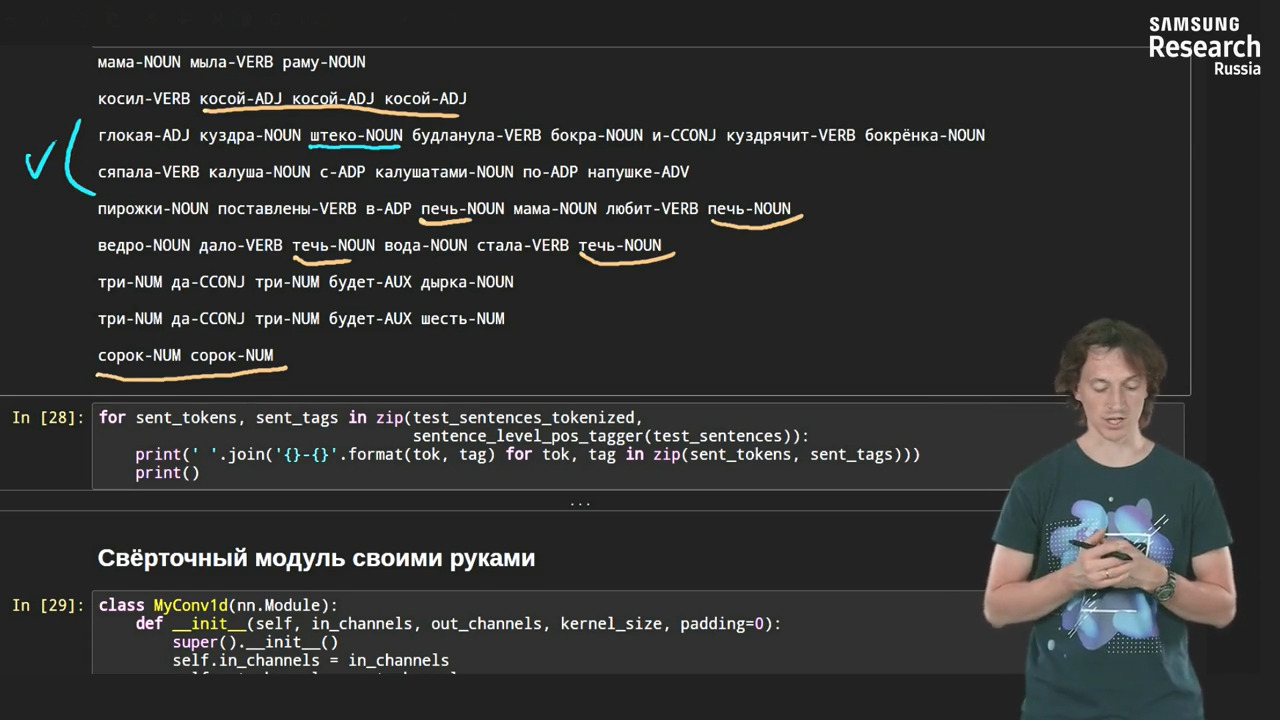 SAMSUNG
Research
Russia
мама-NOUN мыла-VERB раму-NOUN
косил-VERB косой-ADJ косой-ADJ косой-ADJ
глокая-ADJ куздра-NOUN штеко-NOUN будланула-VERB бокра-NOUN и-CCONJ куздрячит-VERB бокрёнка-NOUN
сяпала-VERB калуша-NOUN с-ADP калушатами-NOUN по-ADP напушке-ADV
пирожки-NOUN поставлены-VERB в-ADP печь-NOUN мама-NOUN любит-VERB печь-NOUN
ведро-NOUN дало-VERB течь-NOUN вода-NOUN стала-VERB течь-NOUN
три-NUM да-CCONJ три-NUM будет-AUX дырка-NOUN
три-NUM да-CCONJ три-NUM будет-AUX шесть-NUM
сорок-NUM сорок-NUM
In [28]: for sent_tokens, sent_tags in zip(test_sentences_tokenized,
sentence_level_pos_tagger(test_sentences)):
print(' '.join('{}-{}'.format(tok, tag) for tok, tag in zip(sent_tokens, sent_tags)))
print()
...
Свёрточный модуль своими руками
In [29]: class MyConv1d(nn.Module):
def __init__(self, in_channels, out_channels, kernel_size, padding=0):
super().__init__()
self.in_channels = in_channels